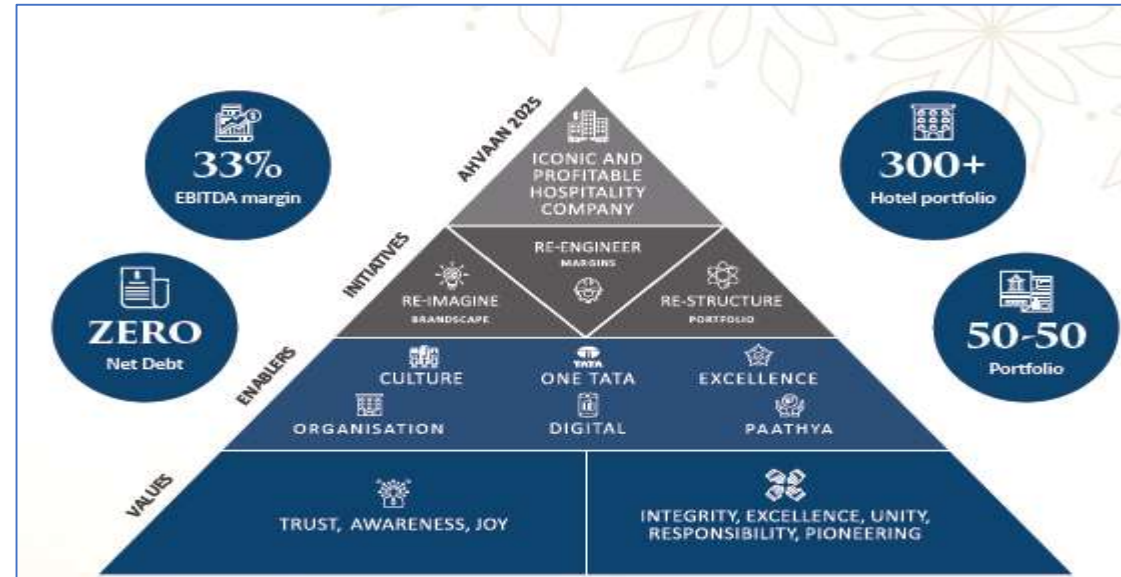 33%
EBITDA margin
ZERO
Net Debt
AHVAAN 2025
ICONIC AND
PROFITABLE
HOSPITALITY
COMPANY
INITIATIVES
RE-ENGINEER
MARGINS
RE-IMAGINE
BRANDSCAPE
RE-STRUCTURE
PORTFOLIO
ENABLERS
CULTURE
TATA
ONE TATA
EXCELLENCE
ORGANISATION
DIGITAL
PAATHYA
VALUES
TRUST, AWARENESS, JOY
INTEGRITY, EXCELLENCE, UNITY,
RESPONSIBILITY, PIONEERING
300+
Hotel portfolio
50-50
Portfolio